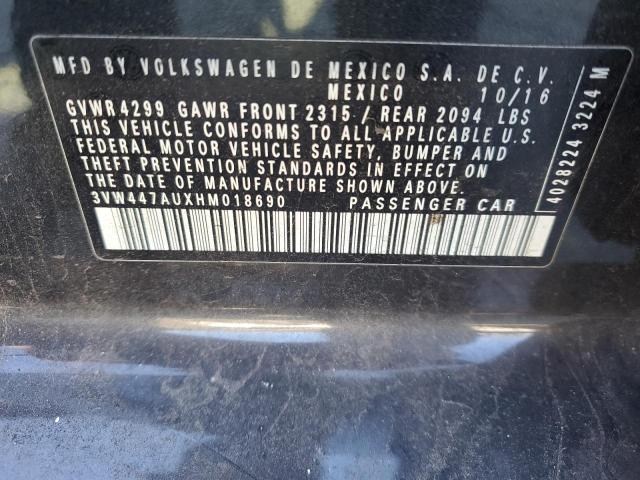 MFD BY VOLKSWAGEN DE MEXICO S.A. DE C.V.
MEXICO 10/16
GVWR 4299 GAWR FRONT 2315 / REAR 2094 LBS
THIS VEHICLE CONFORMS TO ALL APPLICABLE U.S.
FEDERAL MOTOR VEHICLE SAFETY, BUMPER AND
THEFT PREVENTION STANDARDS IN EFFECT ON
THE DATE OF MANUFACTURE SHOWN ABOVE.
3VW447AUXHM018690 PASSENGER CAR
4028224 3224 M